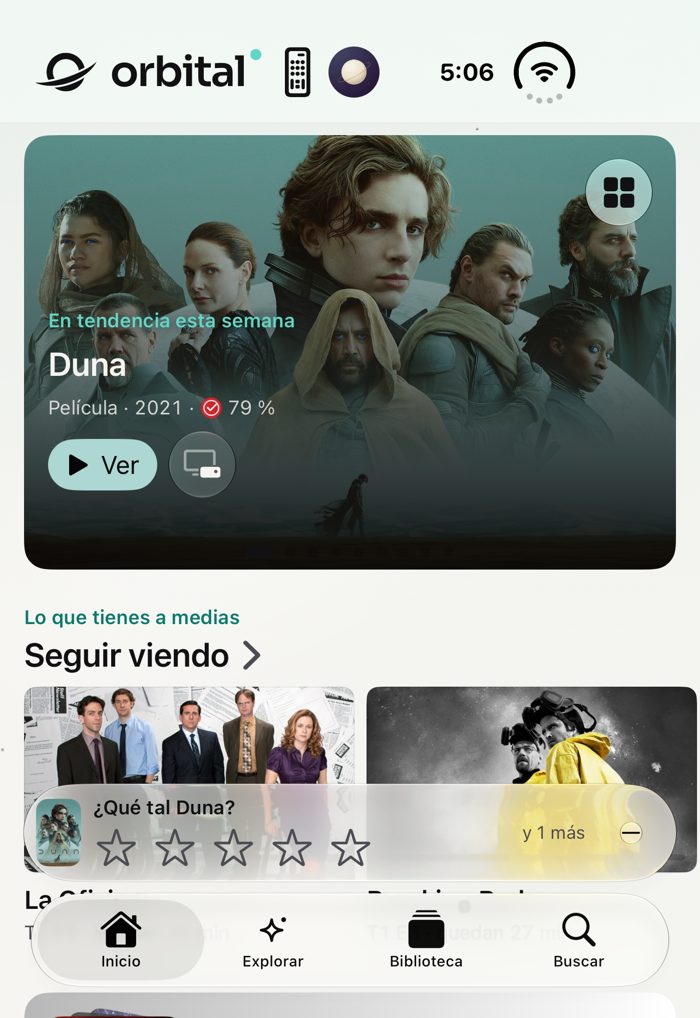 orbital
5:06
En tendencia esta semana
Duna
Película · 2021 · 79 %
Ver
Lo que tienes a medias
Seguir viendo
¿Qué tal Duna?
y 1 más
Inicio
Explorar
Biblioteca
Buscar